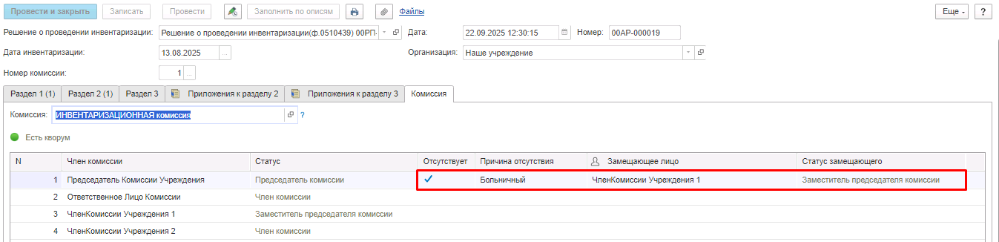 Провести и закрыть Записать Провести Заполнить по описям Файлы Еще ?
Решение о проведении инвентаризации: Решение о проведении инвентаризации(ф.0510439) 00РП- Дата: 22.09.2025 12:30:15 Номер: 00АР-000019
Дата инвентаризации: 13.08.2025 ... Организация: Наше учреждение
Номер комиссии: 1 ...
Раздел 1 (1) Раздел 2 (1) Раздел 3 Приложения к разделу 2 Приложения к разделу 3 Комиссия
Комиссия: ИНВЕНТАРИЗАЦИОННАЯ комиссия ?
Есть кворум
N Член комиссии Статус Отсутствует Причина отсутствия Замещающее лицо Статус замещающего
1 Председатель Комиссии Учреждения Председатель комиссии Больничный ЧленКомиссии Учреждения 1 Заместитель председателя комиссии
2 Ответственное Лицо Комиссии Член комиссии
3 ЧленКомиссии Учреждения 1 Заместитель председателя комиссии
4 ЧленКомиссии Учреждения 2 Член комиссии